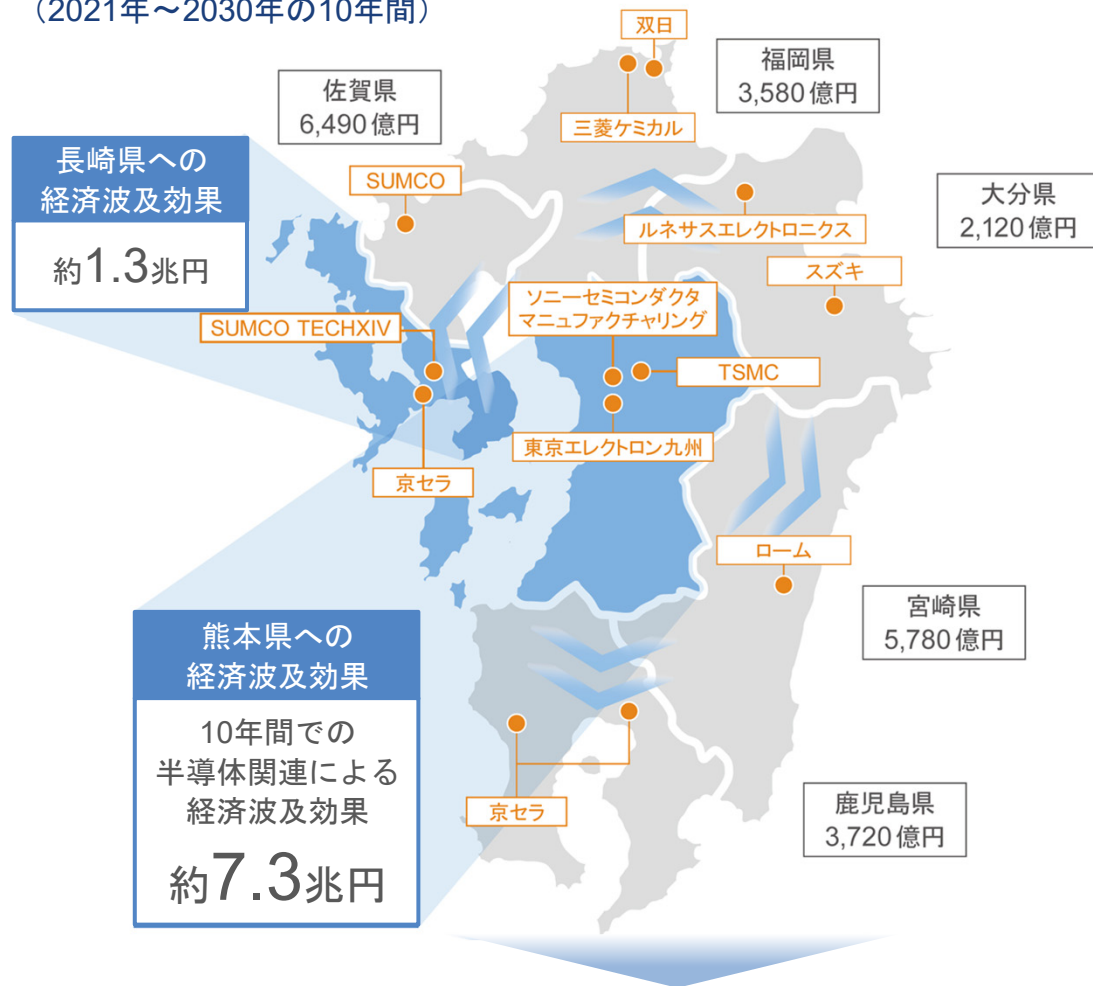 （2021年～2030年の10年間）
双日
福岡県
3,580億円
佐賀県
6,490億円
三菱ケミカル
長崎県への
経済波及効果
約1.3兆円
SUMCO
ルネサスエレクトロニクス
大分県
2,120億円
スズキ
ソニーセミコンダクタ
マニュファクチャリング
SUMCO TECHXIV
TSMC
東京エレクトロン九州
京セラ
ローム
宮崎県
5,780億円
熊本県への
経済波及効果
10年間での
半導体関連による
経済波及効果
約7.3兆円
京セラ
鹿児島県
3,720億円